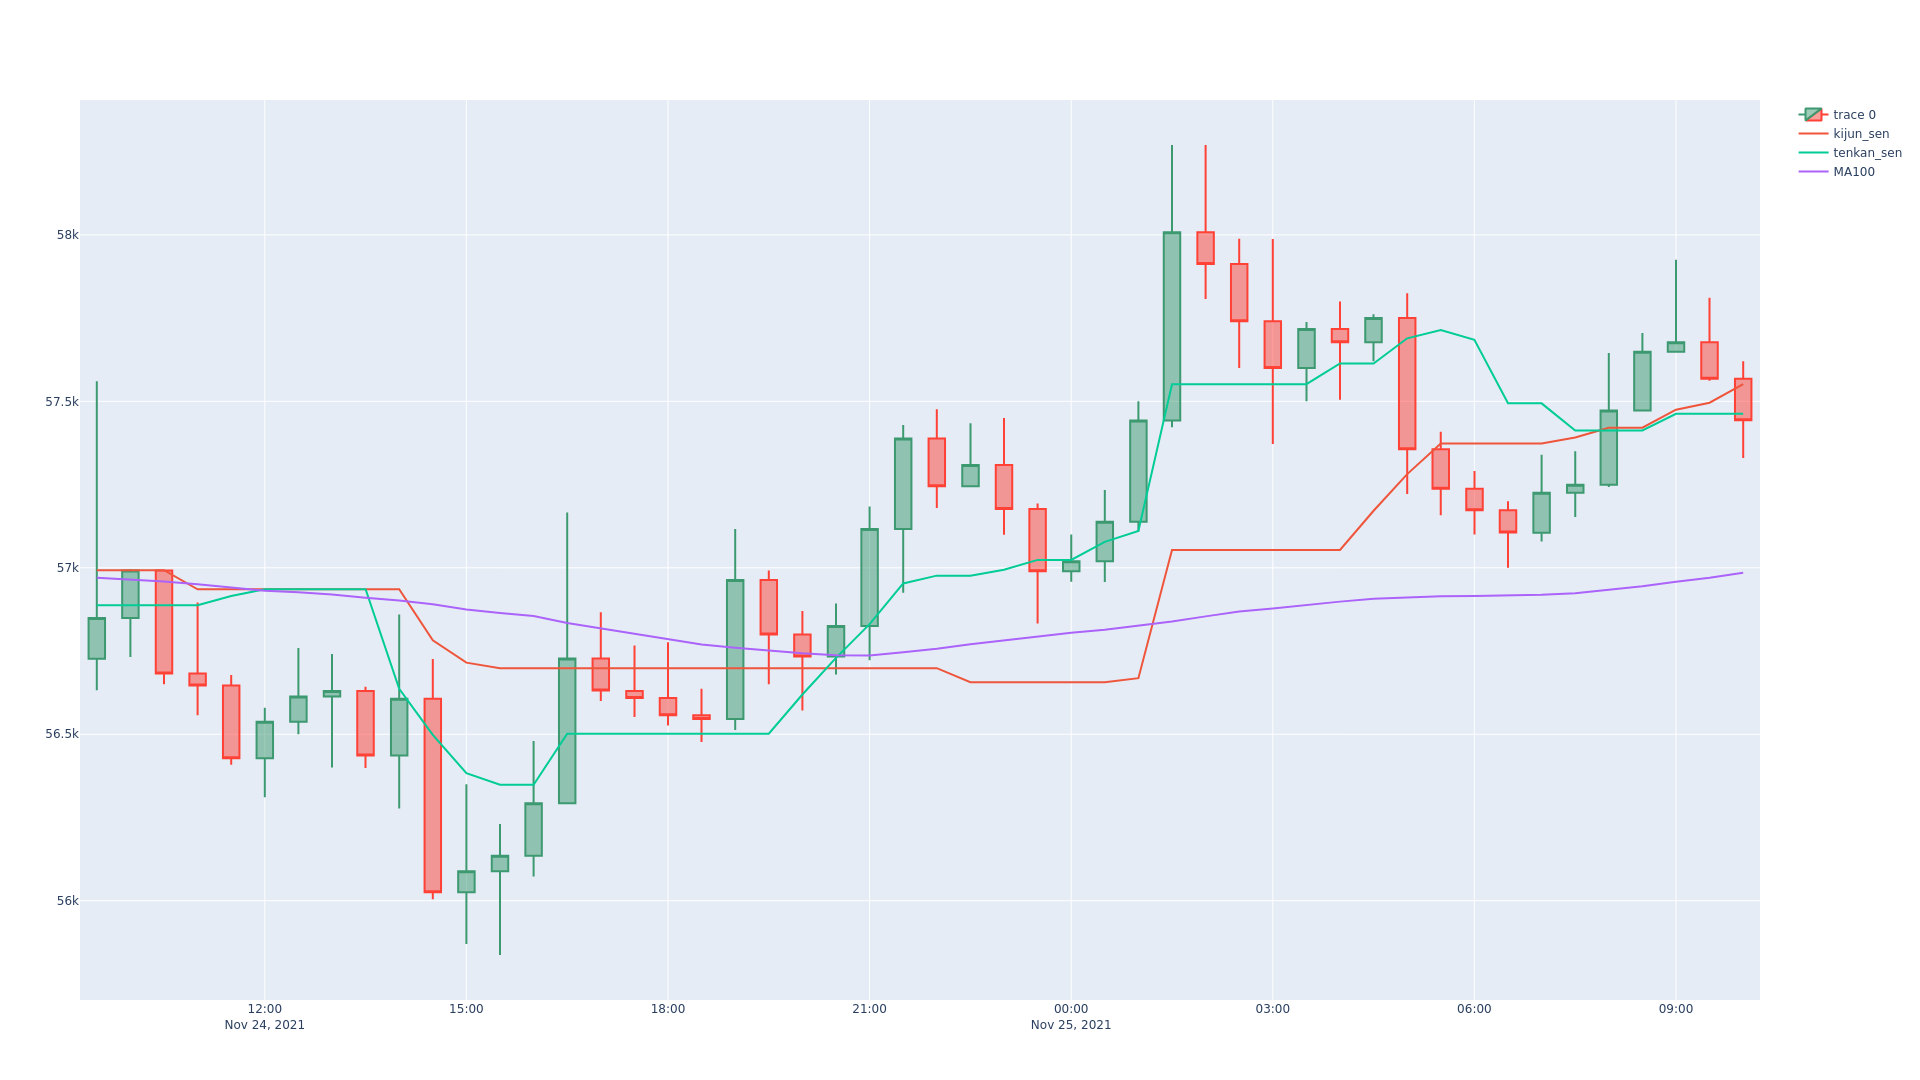 58k
57.5k
57k
56.5k
56k
12:00
Nov 24, 2021
15:00
18:00
21:00
00:00
Nov 25, 2021
03:00
06:00
09:00
trace 0
kijun_sen
tenkan_sen
MA100